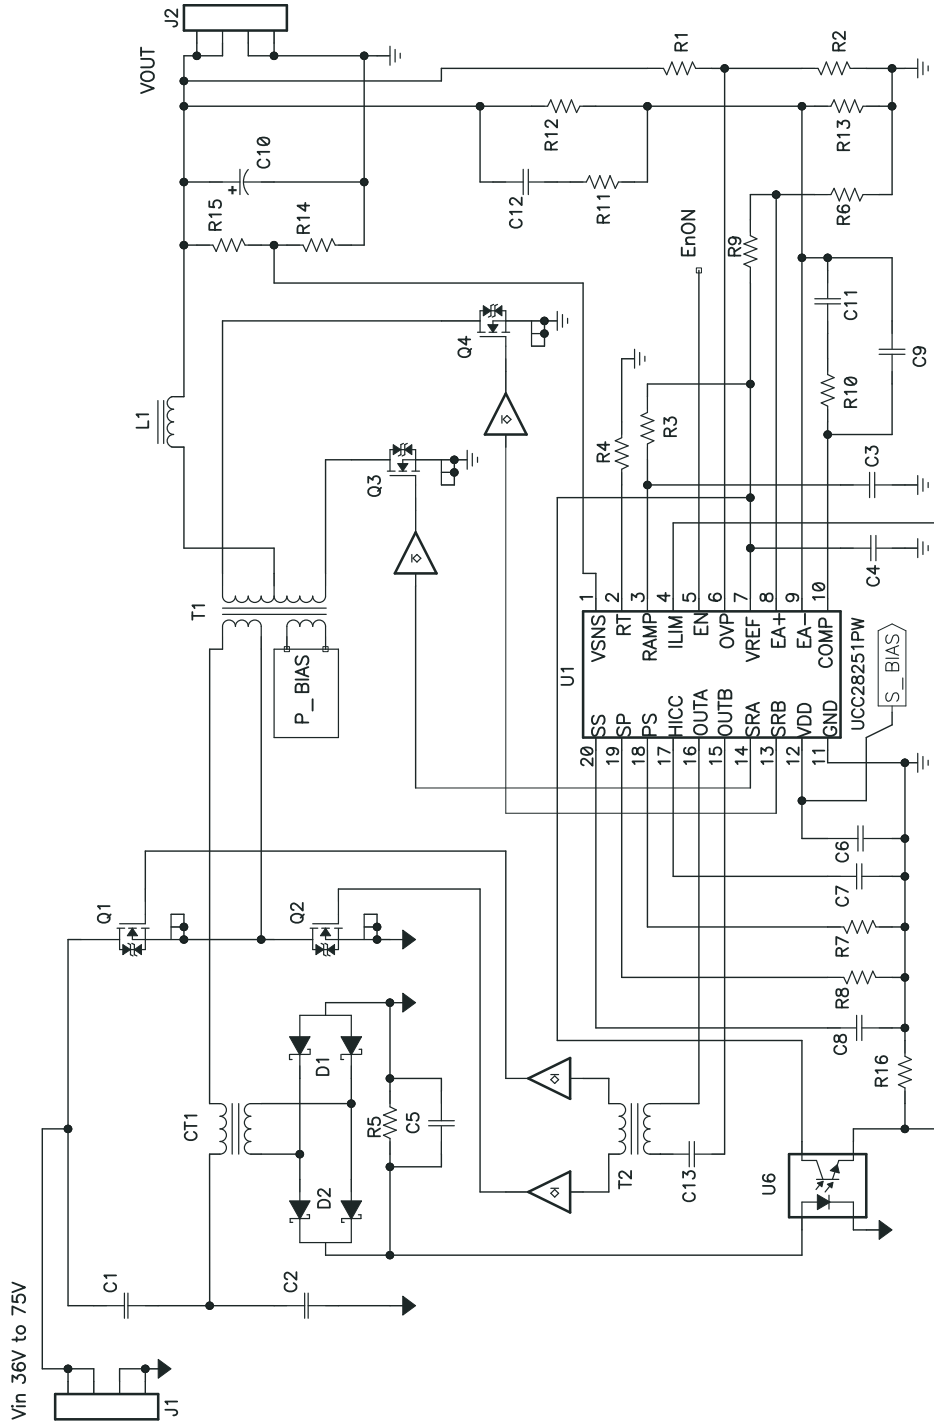 Vin 36V to 75V
J1
C1
C2
CT1
D1
D2
R5
C5
Q1
Q2
T1
P_BIAS
L1
VOUT
J2
R15
R14
C10
+
Q3
Q4
T2
C13
U6
R16
C8
R8
R7
C7
C6
S_BIAS
U1
UCC28251PW
20 SS
19 SP
18 PS
17 HICC
16 OUTA
15 OUTB
14 SRA
13 SRB
12 VDD
11 GND
VSNS 1
RT 2
RAMP 3
ILIM 4
EN 5
OVP 6
VREF 7
EA+ 8
EA- 9
COMP 10
R4
R3
C4
C3
R10
C11
C9
EnON
R9
R6
C12
R11
R12
R13
R1
R2